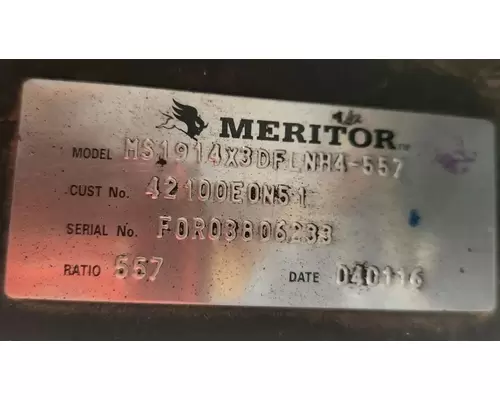 MERITOR
MODEL MS1914X3DFLNH4-557
CUST No. 42100E0N51
SERIAL No. FOR03806233
RATIO 557 DATE 040116